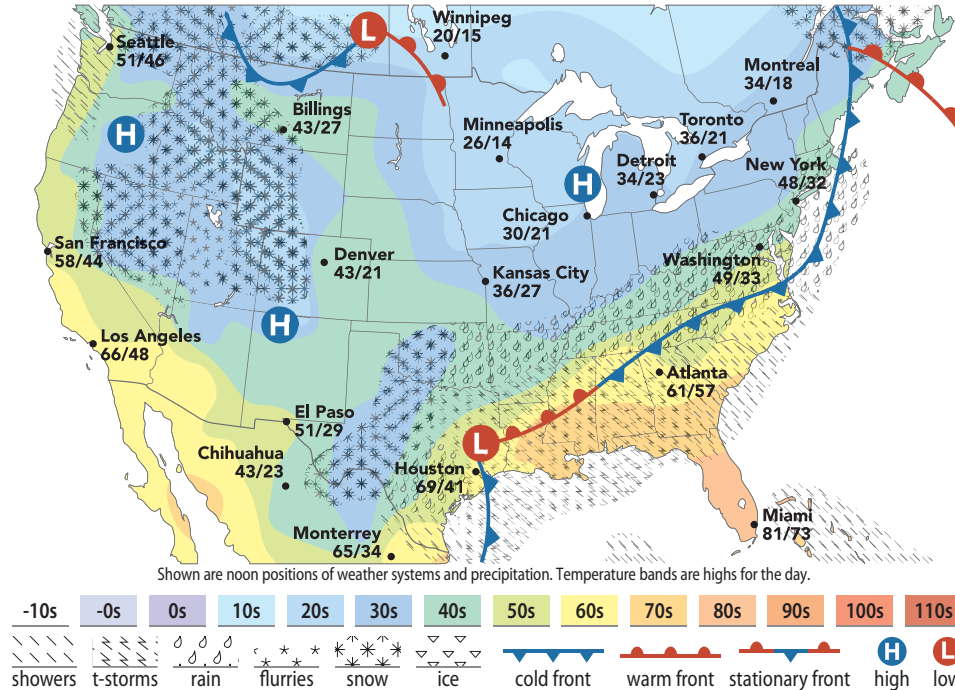 Winnipeg
20/15
L
Seattle
51/46
Montreal
34/18
Billings
43/27
H
Minneapolis
26/14
Toronto
36/21
Detroit
34/23
New York
48/32
H
Chicago
30/21
San Francisco
58/44
Denver
43/21
Washington
49/33
Kansas City
36/27
H
Los Angeles
66/48
Atlanta
61/57
El Paso
51/29
Chihuahua
43/23
L
Houston
69/41
Miami
81/73
Monterrey
65/34
Shown are noon positions of weather systems and precipitation. Temperature bands are highs for the day.
-10s -0s 0s 10s 20s 30s 40s 50s 60s 70s 80s 90s 100s 110s
H L
showers t-storms rain flurries snow ice cold front warm front stationary front high low